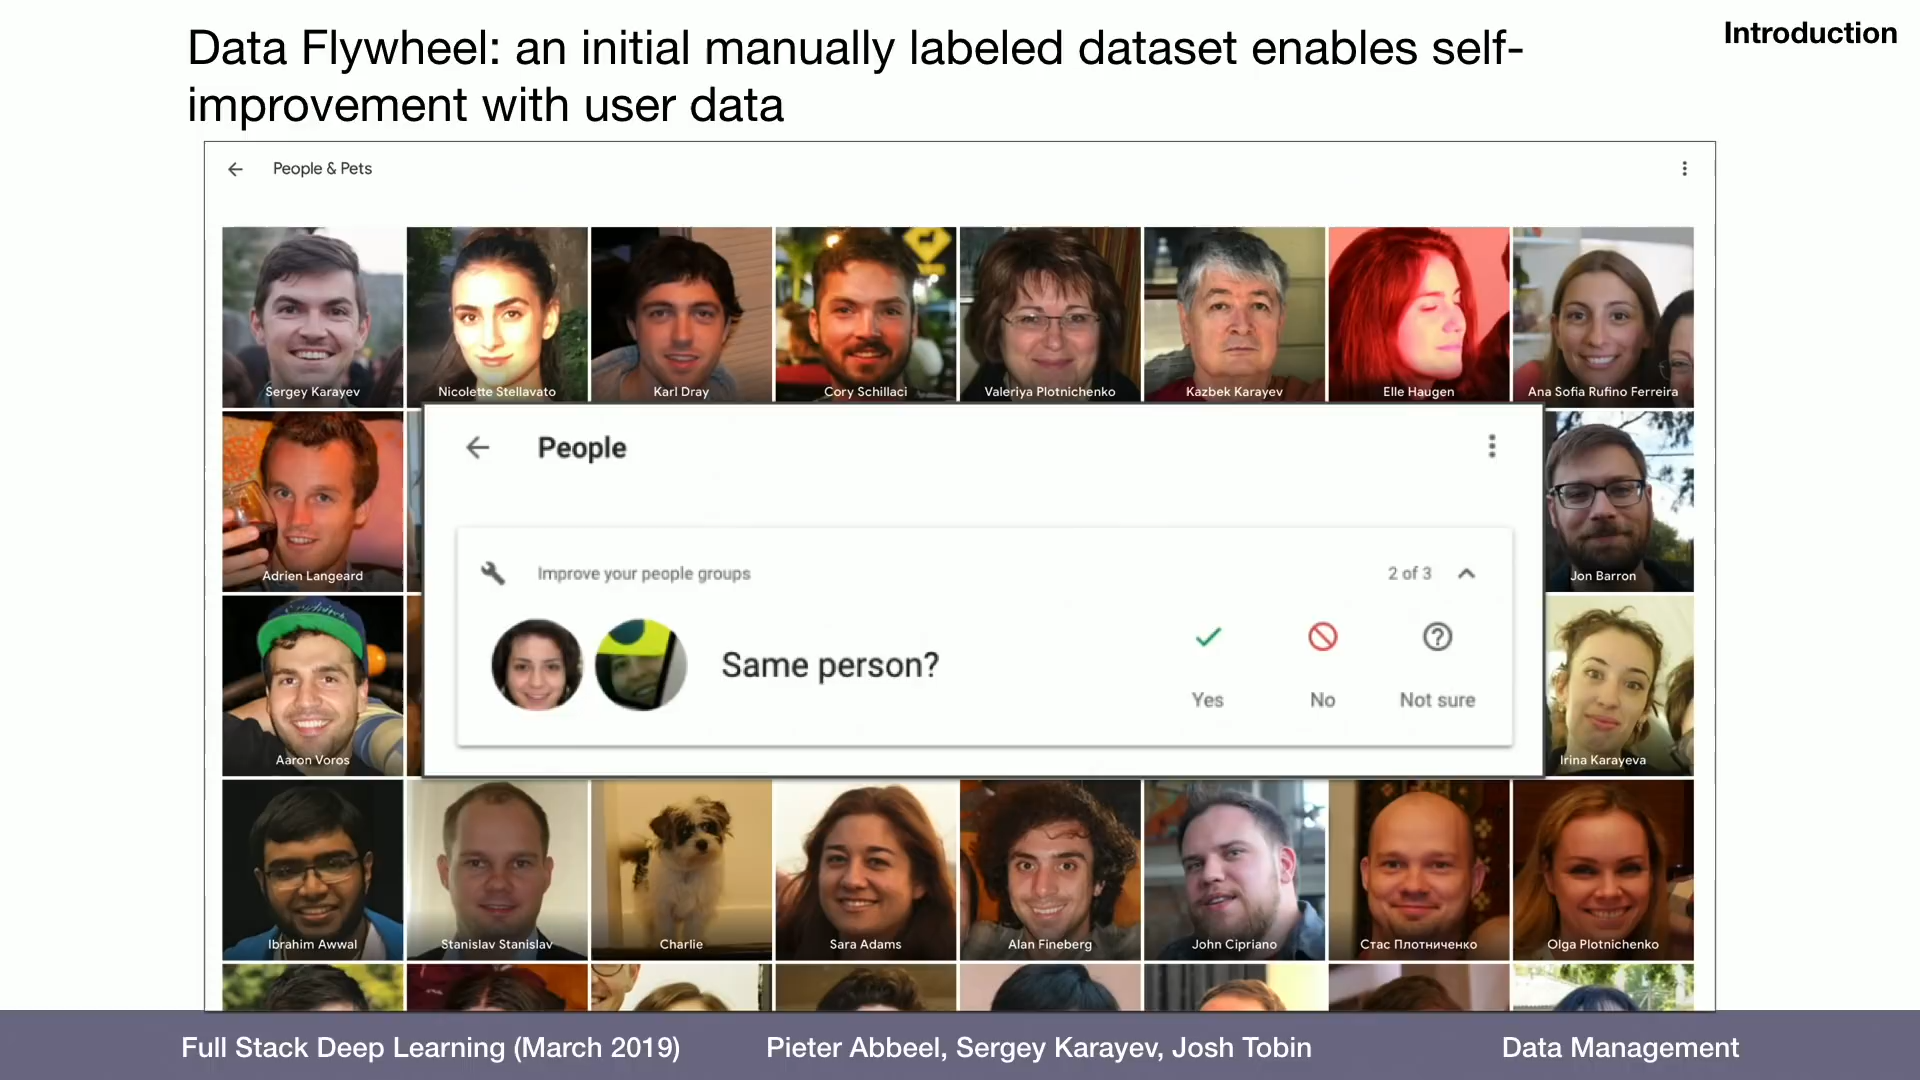 Data Flywheel: an initial manually labeled dataset enables self-
improvement with user data
Introduction
People & Pets
Sergey Karayev
Nicolette Stellavato
Karl Dray
Cory Schillaci
Valeriya Plotnichenko
Kazbek Karayev
Elle Haugen
Ana Sofia Rufino Ferreira
Adrien Langeard
Jon Barron
People
Improve your people groups
2 of 3
Same person?
Yes
No
Not sure
Aaron Voros
Irina Karayeva
Ibrahim Awwal
Stanislav Stanislav
Charlie
Sara Adams
Alan Fineberg
John Cipriano
Стас Плотниченко
Olga Plotnichenko
Full Stack Deep Learning (March 2019)
Pieter Abbeel, Sergey Karayev, Josh Tobin
Data Management